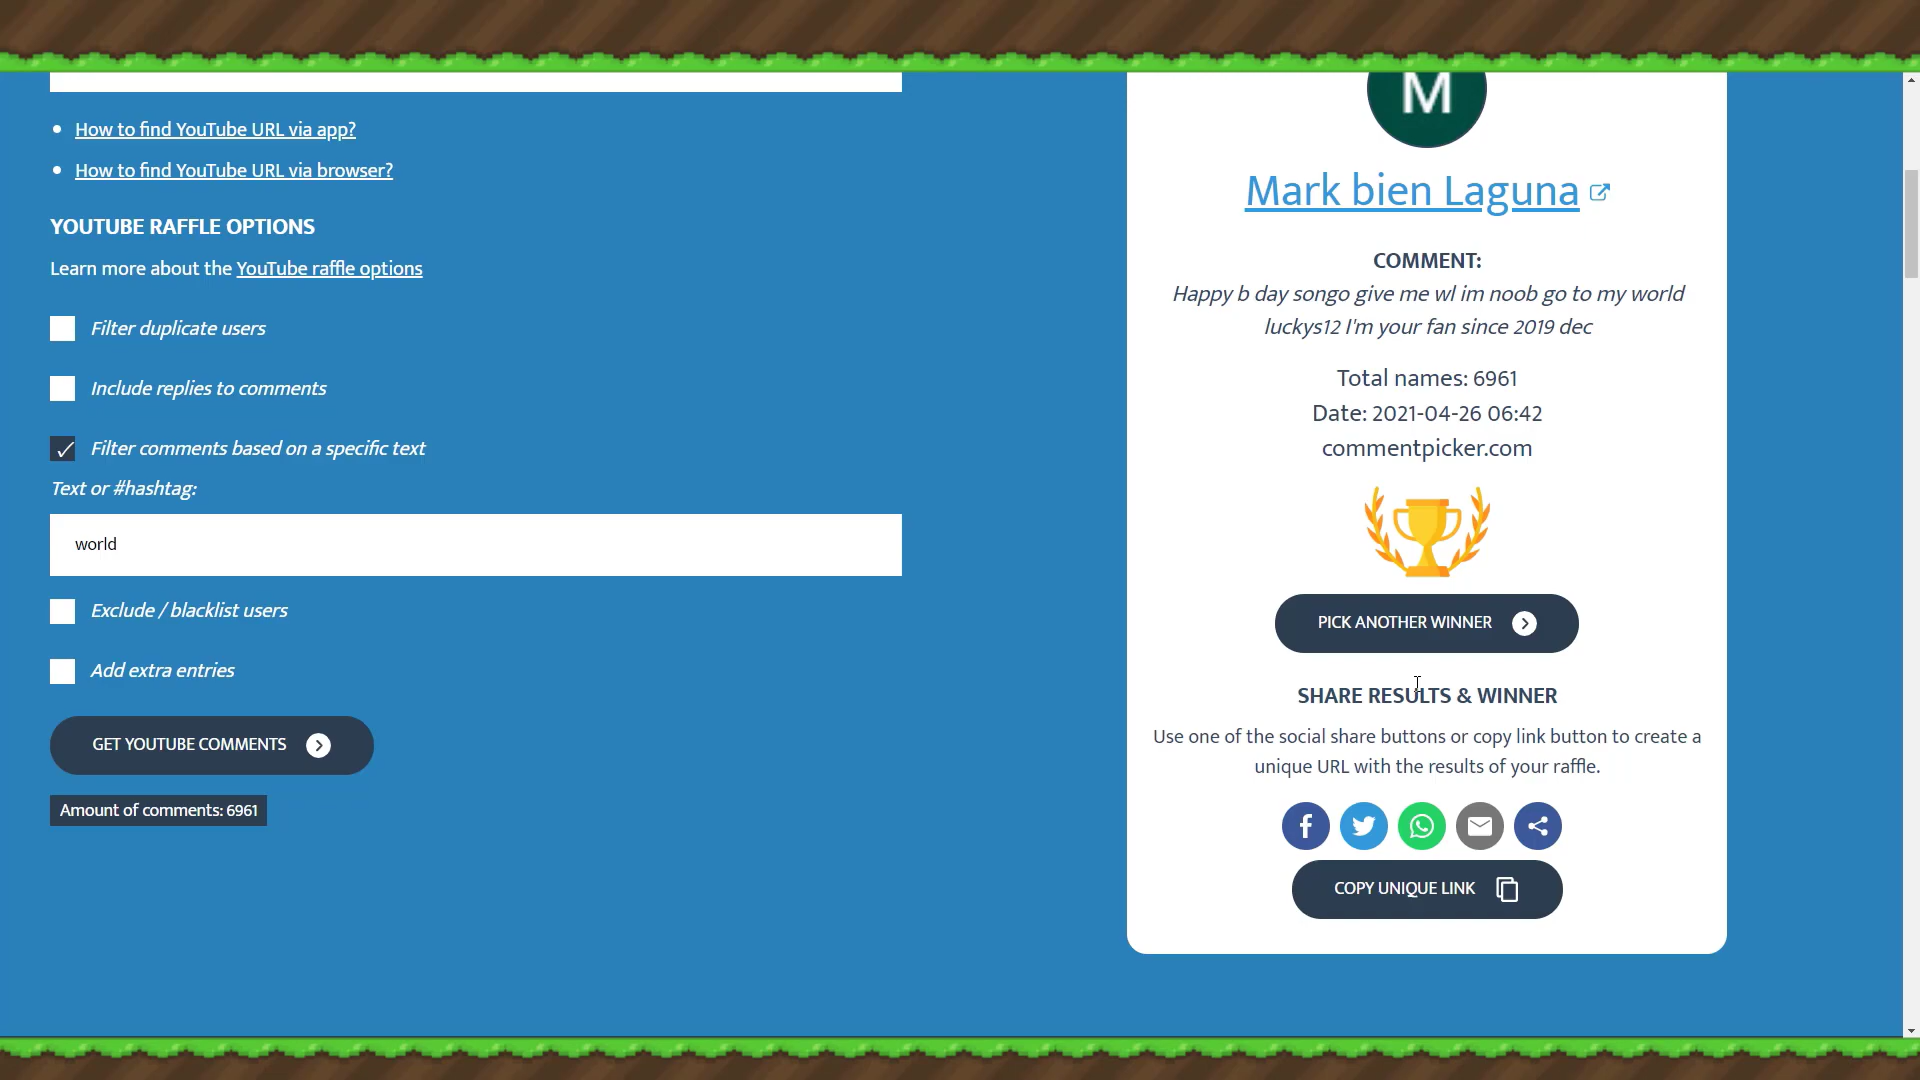 How to find YouTube URL via app?
How to find YouTube URL via browser?
YOUTUBE RAFFLE OPTIONS
Learn more about the YouTube raffle options
Filter duplicate users
Include replies to comments
Filter comments based on a specific text
Text or #hashtag:
world
Exclude / blacklist users
Add extra entries
GET YOUTUBE COMMENTS
Amount of comments: 6961
M
Mark bien Laguna
COMMENT:
Happy b day songo give me wl im noob go to my world
luckys12 I'm your fan since 2019 dec
Total names: 6961
Date: 2021-04-26 06:42
commentpicker.com
PICK ANOTHER WINNER
SHARE RESULTS & WINNER
Use one of the social share buttons or copy link button to create a
unique URL with the results of your raffle.
COPY UNIQUE LINK